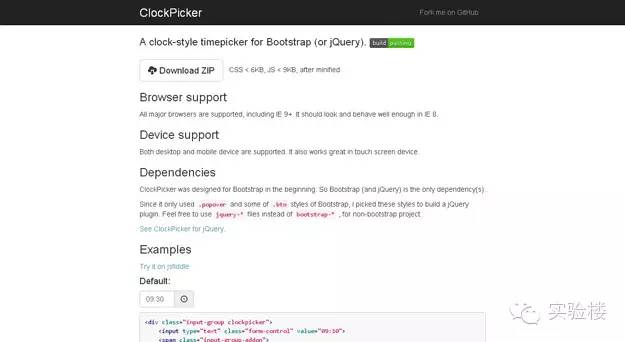 ClockPicker
Fork me on GitHub
A clock-style timepicker for Bootstrap (or jQuery). build passing
Download ZIP
CSS < 6KB, JS < 9KB, after minified.
Browser support
All major browsers are supported, including IE 9+. It should look and behave well enough in IE 8.
Device support
Both desktop and mobile device are supported. It also works great in touch screen device.
Dependencies
ClockPicker was designed for Bootstrap in the beginning. So Bootstrap (and jQuery) is the only dependency(s).
Since it only used .popover and some of .btn styles of Bootstrap, I picked these styles to build a jQuery
plugin. Feel free to use jquery-* files instead of bootstrap-* , for non-bootstrap project.
See ClockPicker for jQuery.
Examples
Try it on jsfiddle
Default:
09:30
<div class="input-group clockpicker">
<input type="text" class="form-control" value="09:30">
<span class="input-group-addon">
实验楼